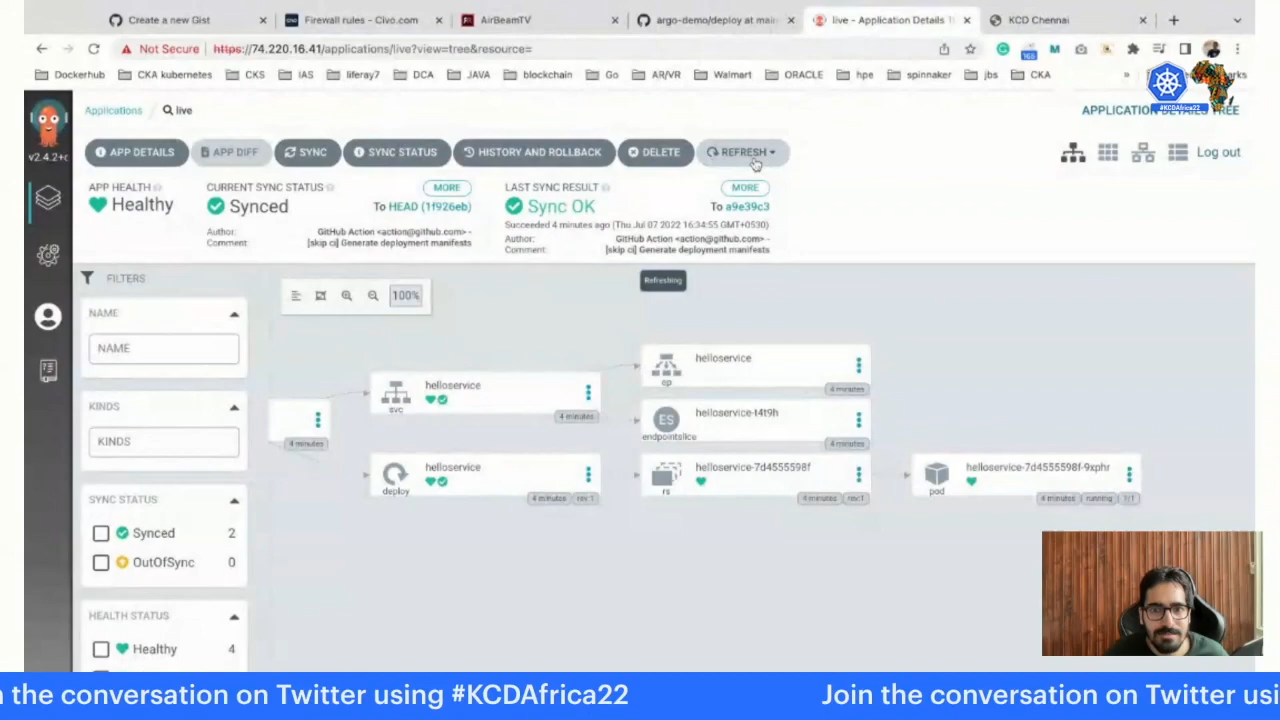 Create a new Gist
Firewall rules - Civo.com
AirBeamTV
argo-demo/deploy at main
live - Application Details
KCD Chennai
Not Secure https://74.220.16.41/applications/live?view=tree&resource=
Dockerhub CKA kubernetes CKS IAS liferay7 DCA JAVA blockchain Go AR/VR Walmart ORACLE hpe spinnaker jbs CKA »
#KCDAfrica22
Applications live
APPLICATION DETAILS TREE
v2.4.2+c
APP DETAILS APP DIFF SYNC SYNC STATUS HISTORY AND ROLLBACK DELETE REFRESH
Log out
APP HEALTH
Healthy
CURRENT SYNC STATUS MORE
Synced To HEAD (1f926eb)
Author: GitHub Action <action@github.com> -
Comment: [skip ci] Generate deployment manifests
LAST SYNC RESULT MORE
Sync OK To a9e39c3
Succeeded 4 minutes ago (Thu Jul 07 2022 16:34:55 GMT+0530)
Author: GitHub Action <action@github.com> -
Comment: [skip ci] Generate deployment manifests
FILTERS
NAME
NAME
KINDS
KINDS
SYNC STATUS
Synced 2
OutOfSync 0
HEALTH STATUS
Healthy 4
100%
Refreshing
4 minutes
helloservice
svc
4 minutes
helloservice
deploy
4 minutes rev:1
helloservice
ep
4 minutes
ES
helloservice-t4t9h
endpointslice
4 minutes
helloservice-7d4555598f
rs
4 minutes rev:1
helloservice-7d4555598f-9xphr
pod
4 minutes running 1/1
n the conversation on Twitter using #KCDAfrica22
Join the conversation on Twitter usi